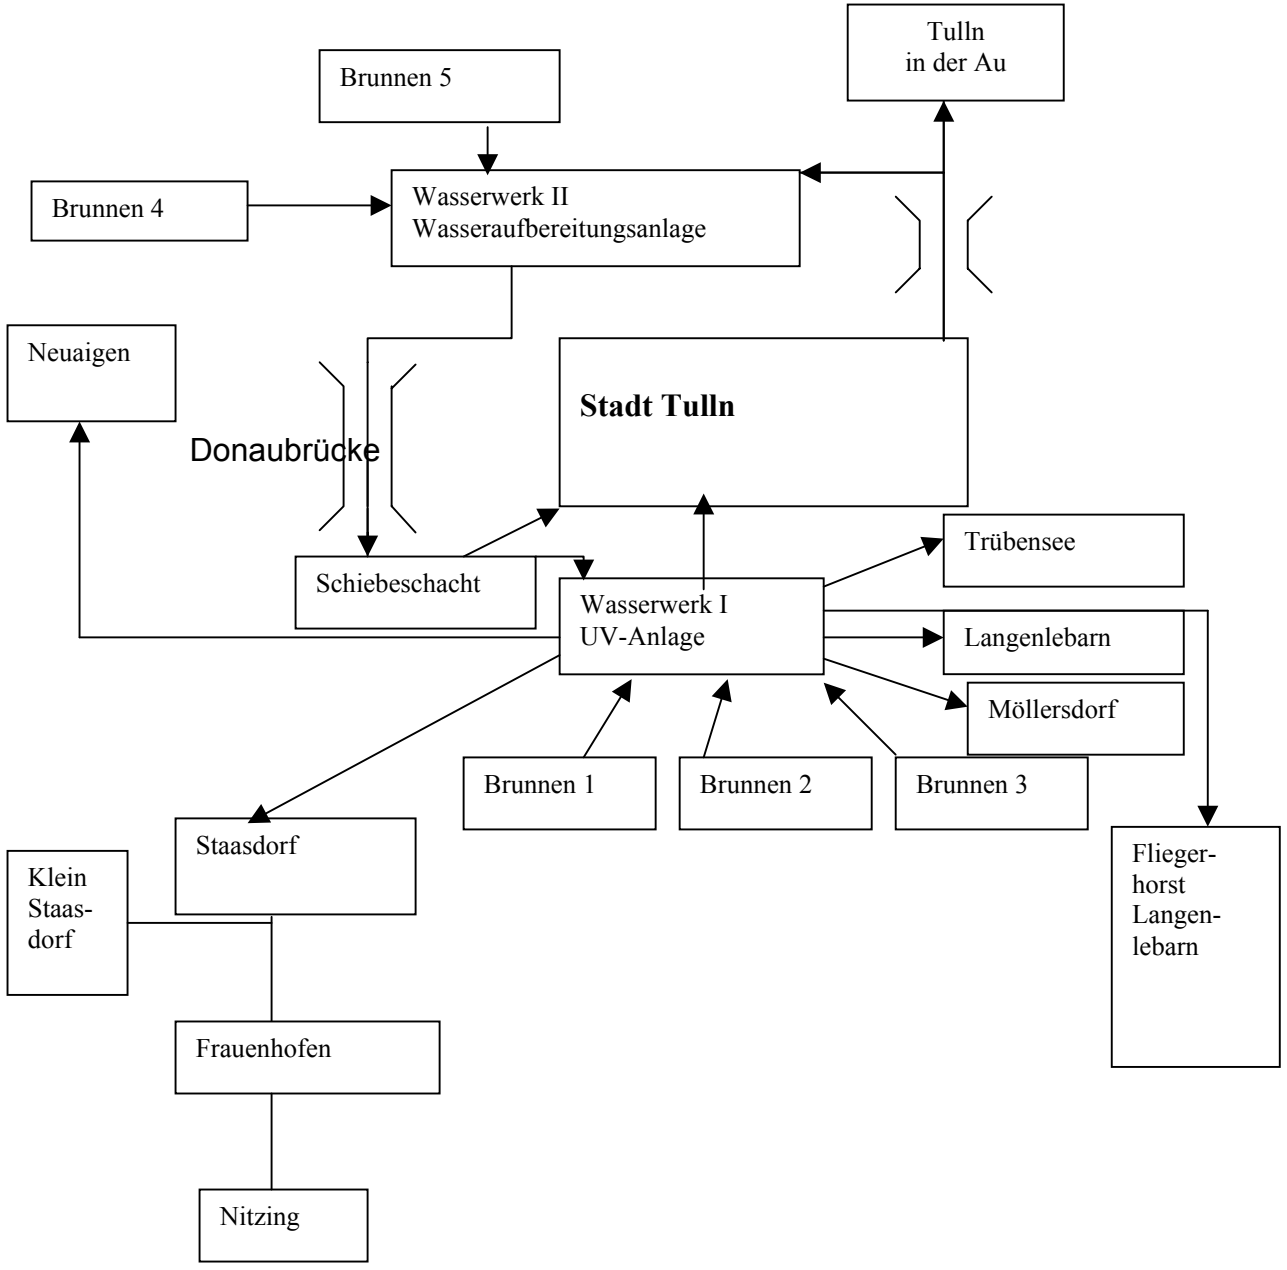 Tulln
in der Au
Brunnen 5
Brunnen 4
Wasserwerk II
Wasseraufbereitungsanlage
Neuaigen
Stadt Tulln
Donaubrücke
Trübensee
Schiebeschacht
Wasserwerk I
UV-Anlage
Langenlebarn
Möllersdorf
Brunnen 1
Brunnen 2
Brunnen 3
Staasdorf
Klein
Staas-
dorf
Flieger-
horst
Langen-
lebarn
Frauenhofen
Nitzing